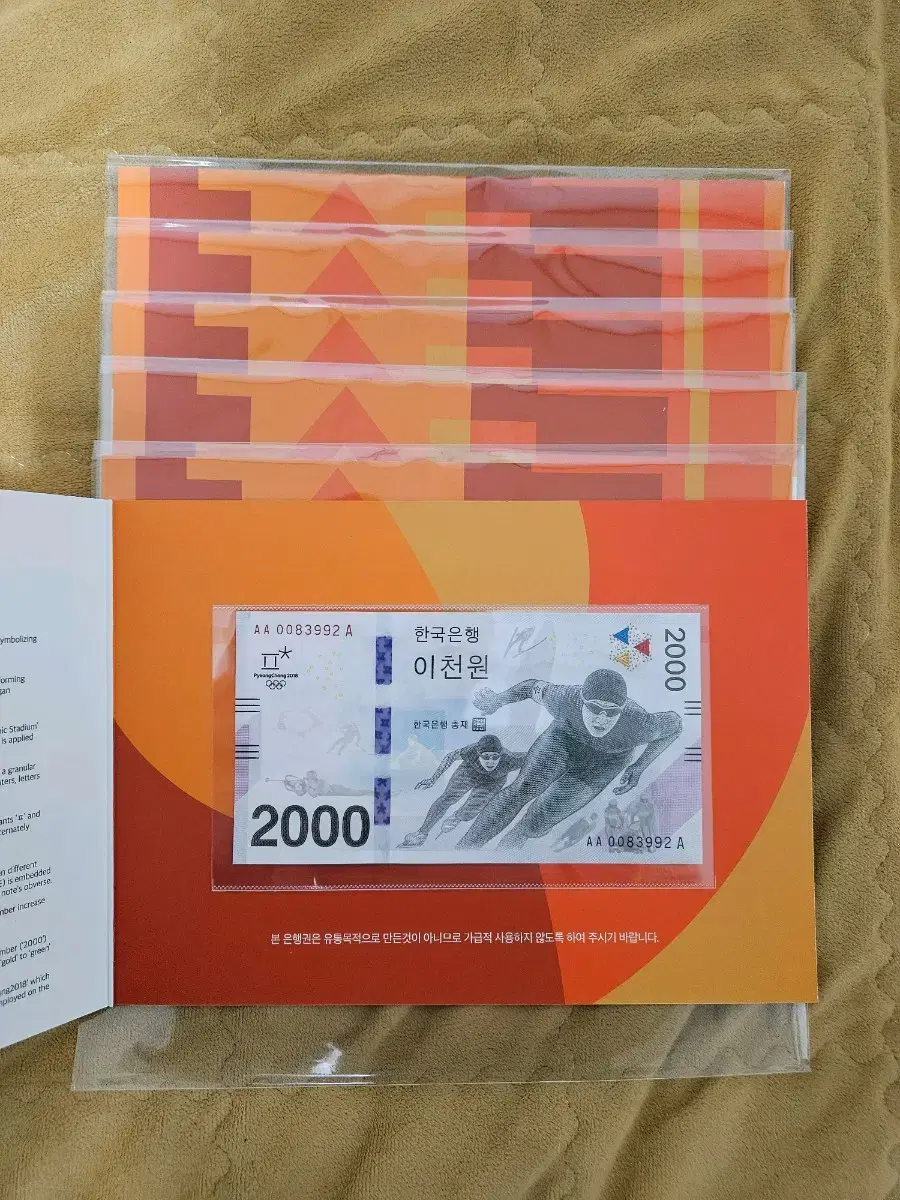 ymbolizing
orming
gan
ic Stadium'
is applied
a granular
ters, letters
ants 'ㅍ' and
ternately
n different
E) is embedded
note's obverse.
nber increase
mber ('2000')
'gold' to 'green'
ng2018' which
mployed on the
AA 0083992 A
PyeongChang 2018
한국은행
이천원
2000
한국은행 총재
2000
AA 0083992 A
본 은행권은 유통목적으로 만든것이 아니므로 가급적 사용하지 않도록 하여 주시기 바랍니다.